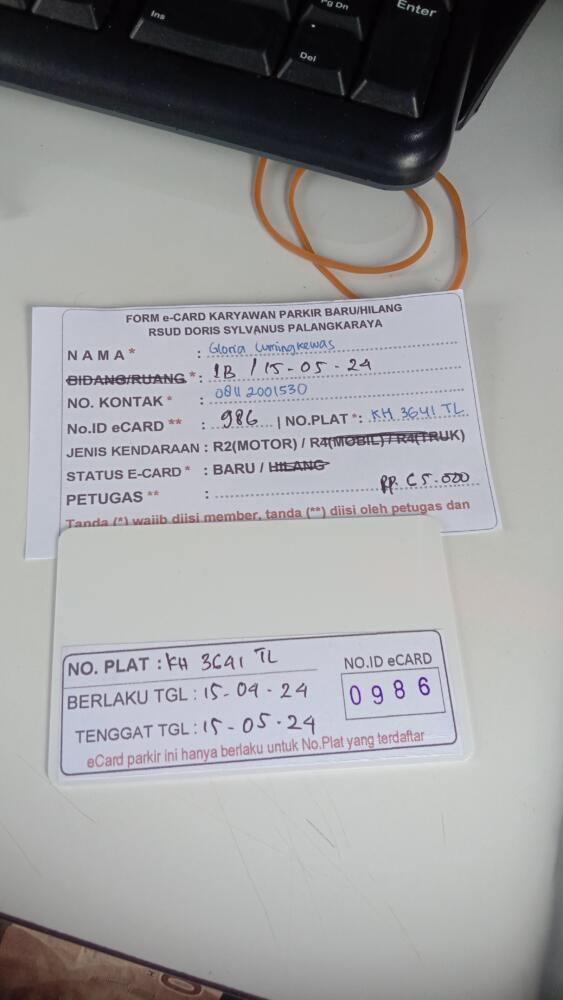 Pg Dn
Enter
Ins
Del
FORM e-CARD KARYAWAN PARKIR BARU/HILANG
RSUD DORIS SYLVANUS PALANGKARAYA
NAMA* : Gloria Lumingkewas
BIDANG/RUANG *: 1B / 15-05-24
NO. KONTAK * : 0811 2001530
No.ID eCARD ** : 986 | NO.PLAT *: KH 3641 TL
JENIS KENDARAAN : R2(MOTOR) / R4(MOBIL) / R4(TRUK)
STATUS E-CARD * : BARU / HILANG
PETUGAS ** : RP. 65.000
Tanda (*) wajib diisi member, tanda (**) diisi oleh petugas dan
NO. PLAT : KH 3641 TL
NO.ID eCARD
BERLAKU TGL : 15-04-24
0986
TENGGAT TGL : 15-05-24
eCard parkir ini hanya berlaku untuk No.Plat yang terdaftar